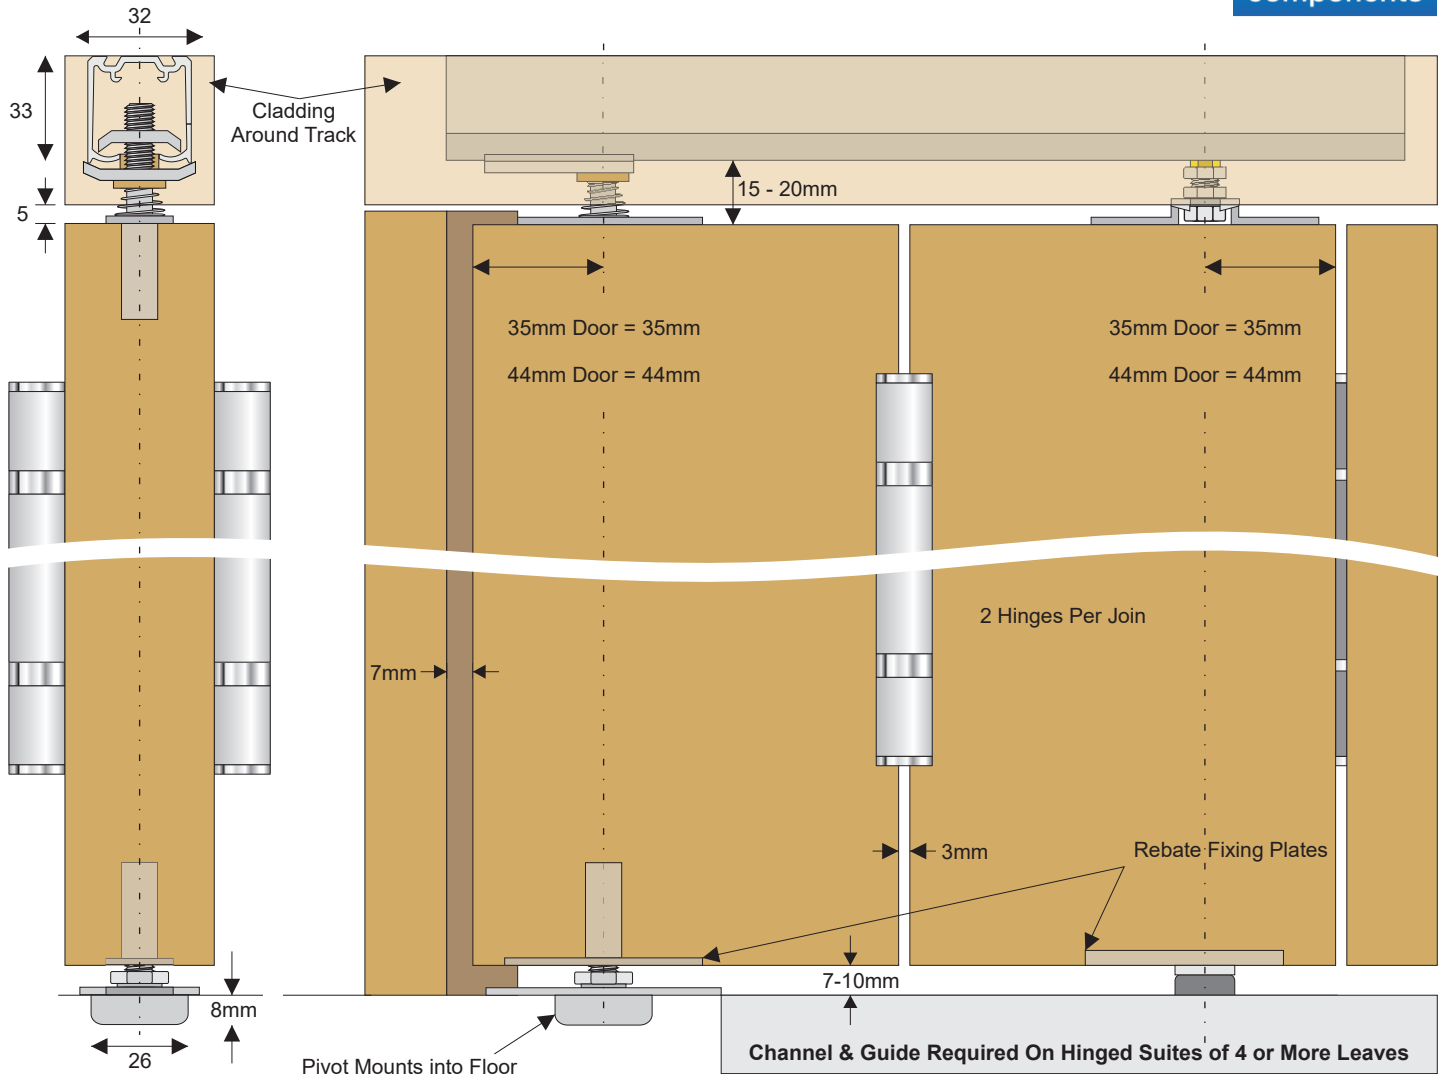 components
32
33
Cladding
Around Track
5
15 - 20mm
35mm Door = 35mm
44mm Door = 44mm
35mm Door = 35mm
44mm Door = 44mm
2 Hinges Per Join
7mm
3mm
Rebate Fixing Plates
7-10mm
8mm
26
Pivot Mounts into Floor
Channel & Guide Required On Hinged Suites of 4 or More Leaves